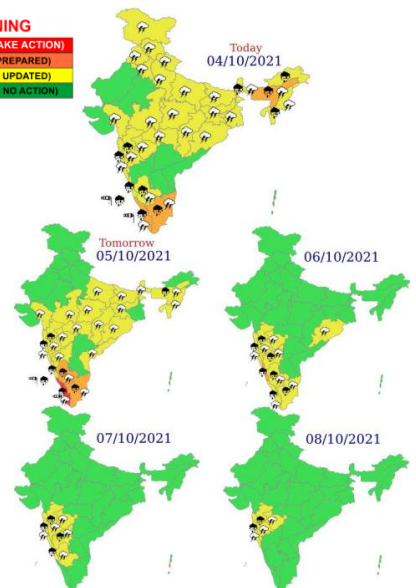 NING
AKE ACTION)
REPARED)
UPDATED)
NO ACTION)
Today
04/10/2021
Tomorrow
05/10/2021
06/10/2021
07/10/2021
08/10/2021